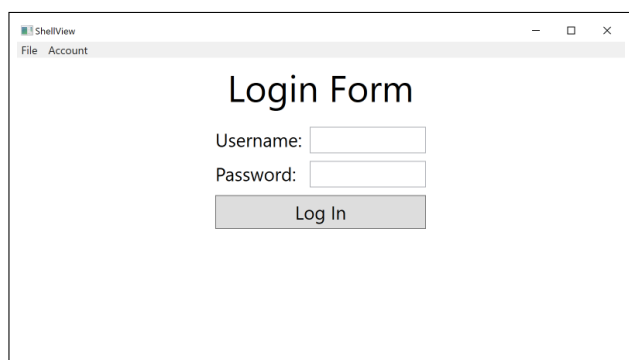 ShellView
File Account
Login Form
Username:
Password:
Log In